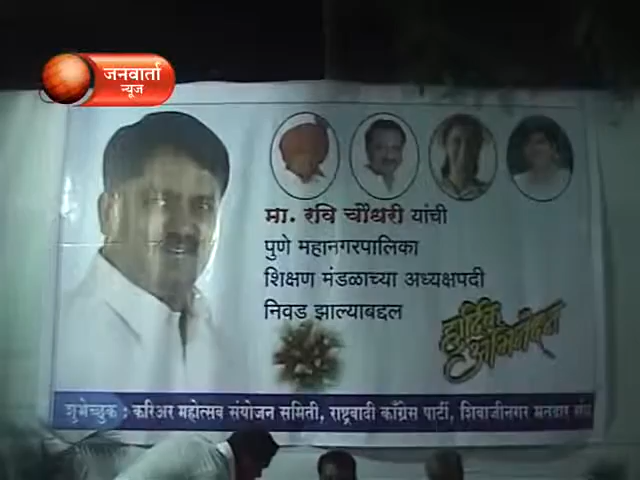 जनवार्ता
न्यूज
मा. रवि चौधरी यांची
पुणे महानगरपालिका
शिक्षण मंडळाच्या अध्यक्षपदी
निवड झाल्याबद्दल
हार्दिक
अभिनंदन
शुभेच्छुक : करिअर महोत्सव संयोजन समिती, राष्ट्रवादी काँग्रेस पार्टी, शिवाजीनगर मतदार